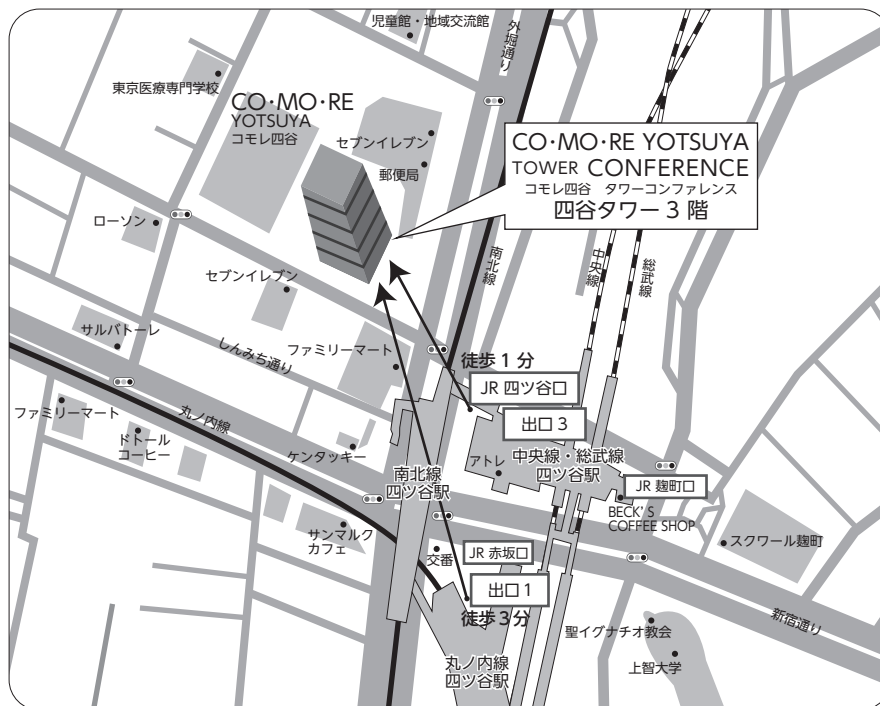 児童館・地域交流館
外堀通り
東京医療専門学校
CO・MO・RE
YOTSUYA
コモレ四谷
セブンイレブン
郵便局
CO・MO・RE YOTSUYA
TOWER CONFERENCE
コモレ四谷　タワーコンファレンス
四谷タワー 3 階
ローソン
南北線
中央線
総武線
セブンイレブン
サルバトーレ
しんみち通り
ファミリーマート
徒歩 1 分
JR 四ツ谷口
出口 3
ファミリーマート
丸ノ内線
ドトール
コーヒー
ケンタッキー
南北線
四ツ谷駅
アトレ
中央線・総武線
四ツ谷駅
JR 麹町口
BECK'S
COFFEE SHOP
サンマルク
カフェ
交番
JR 赤坂口
スクワール麹町
出口 1
徒歩 3 分
新宿通り
聖イグナチオ教会
上智大学
丸ノ内線
四ツ谷駅